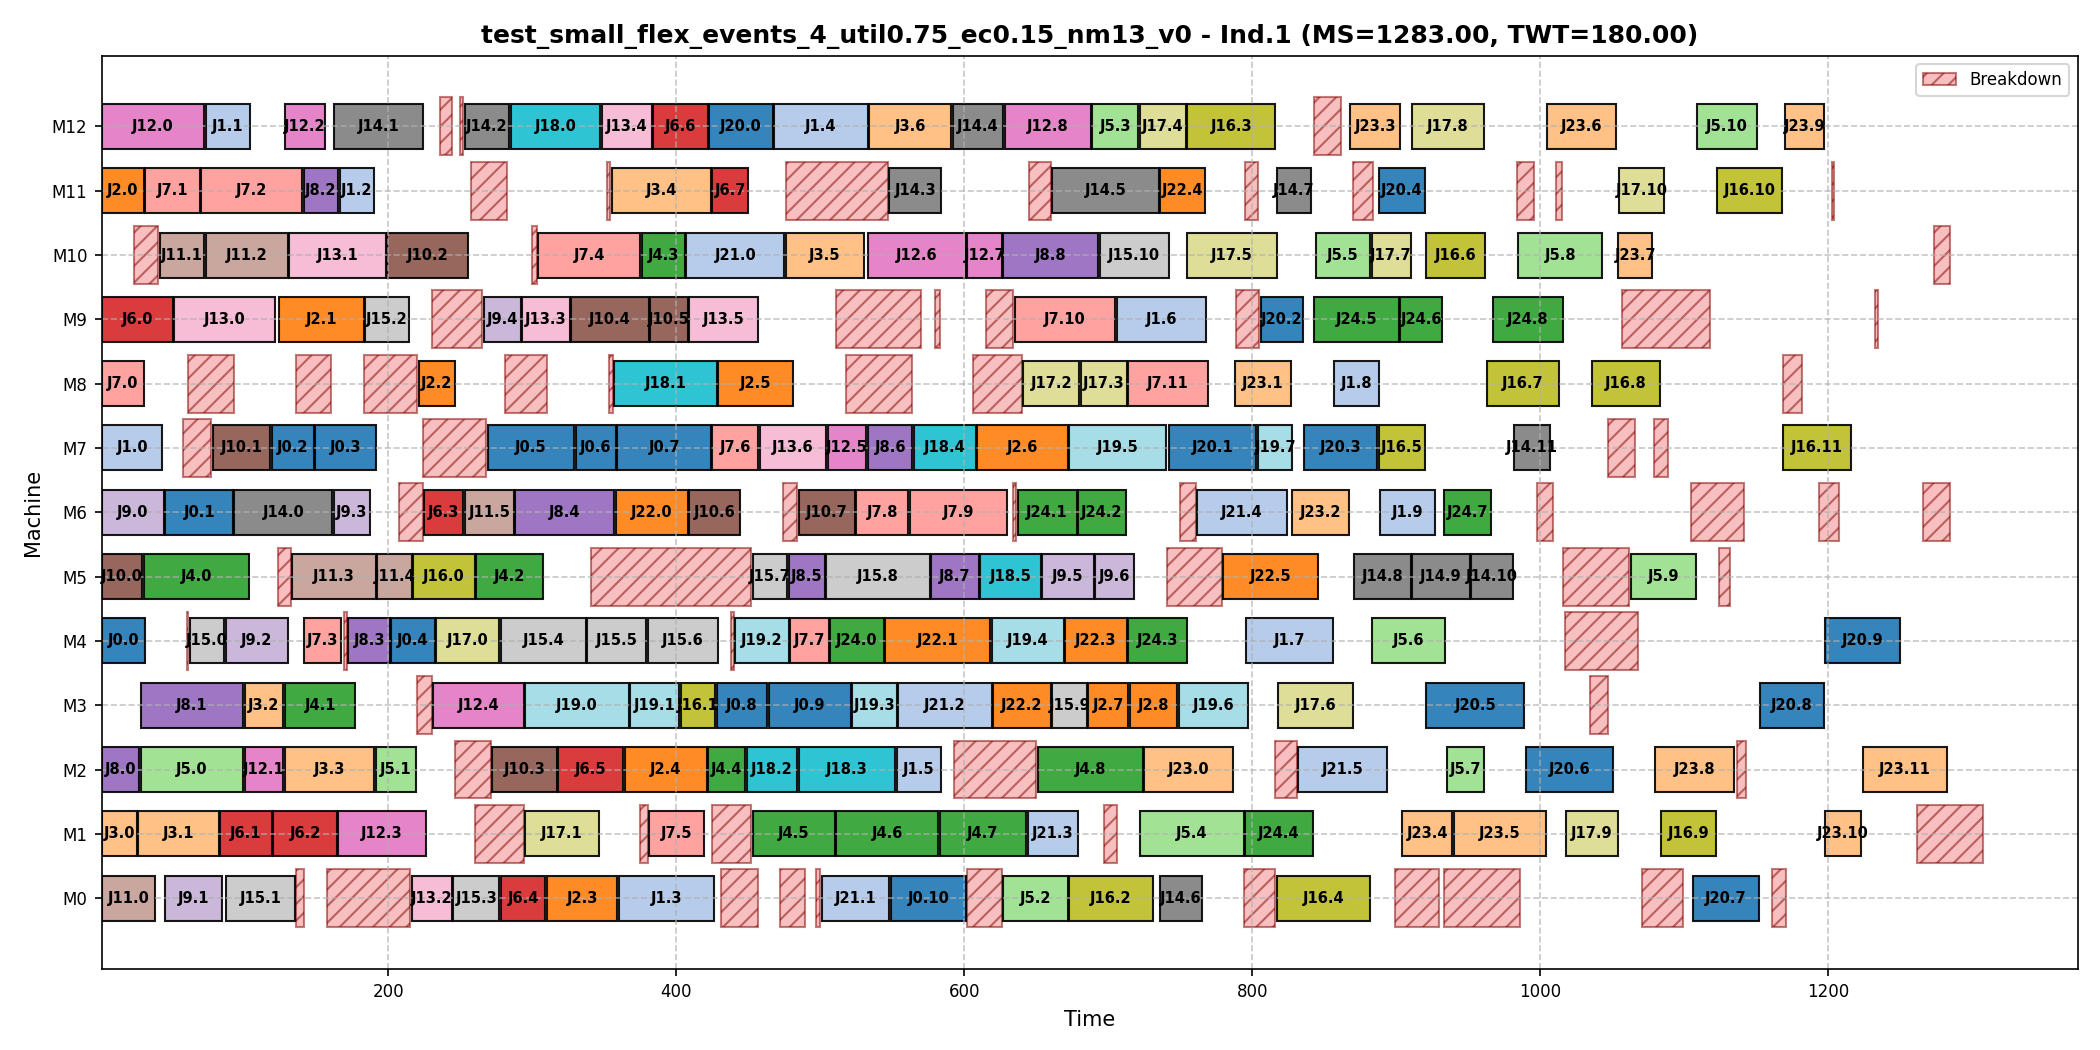 test_small_flex_events_4_util0.75_ec0.15_nm13_v0 - Ind.1 (MS=1283.00, TWT=180.00)
Breakdown
M12 J12.0 J1.1 J12.2 J14.1 J14.2 J18.0 J13.4 J6.6 J20.0 J1.4 J3.6 J14.4 J12.8 J5.3 J17.4 J16.3 J23.3 J17.8 J23.6 J5.10 J23.9
M11 J2.0 J7.1 J7.2 J8.2 J1.2 J3.4 J6.7 J14.3 J14.5 J22.4 J14.7 J20.4 J17.10 J16.10
M10 J11.1 J11.2 J13.1 J10.2 J7.4 J4.3 J21.0 J3.5 J12.6 J12.7 J8.8 J15.10 J17.5 J5.5 J17.7 J16.6 J5.8 J23.7
M9 J6.0 J13.0 J2.1 J15.2 J9.4 J13.3 J10.4 J10.5 J13.5 J7.10 J1.6 J20.2 J24.5 J24.6 J24.8
M8 J7.0 J2.2 J18.1 J2.5 J17.2 J17.3 J7.11 J23.1 J1.8 J16.7 J16.8
M7 J1.0 J10.1 J0.2 J0.3 J0.5 J0.6 J0.7 J7.6 J13.6 J12.5 J8.6 J18.4 J2.6 J19.5 J20.1 J19.7 J20.3 J16.5 J14.11 J16.11
M6 J9.0 J0.1 J14.0 J9.3 J6.3 J11.5 J8.4 J22.0 J10.6 J10.7 J7.8 J7.9 J24.1 J24.2 J21.4 J23.2 J1.9 J24.7
M5 J10.0 J4.0 J11.3 J11.4 J16.0 J4.2 J15.7 J8.5 J15.8 J8.7 J18.5 J9.5 J9.6 J22.5 J14.8 J14.9 J14.10 J5.9
M4 J0.0 J15.0 J9.2 J7.3 J8.3 J0.4 J17.0 J15.4 J15.5 J15.6 J19.2 J7.7 J24.0 J22.1 J19.4 J22.3 J24.3 J1.7 J5.6 J20.9
M3 J8.1 J3.2 J4.1 J12.4 J19.0 J19.1 J16.1 J0.8 J0.9 J19.3 J21.2 J22.2 J15.9 J2.7 J2.8 J19.6 J17.6 J20.5 J20.8
M2 J8.0 J5.0 J12.1 J3.3 J5.1 J10.3 J6.5 J2.4 J4.4 J18.2 J18.3 J1.5 J4.8 J23.0 J21.5 J5.7 J20.6 J23.8 J23.11
M1 J3.0 J3.1 J6.1 J6.2 J12.3 J17.1 J7.5 J4.5 J4.6 J4.7 J21.3 J5.4 J24.4 J23.4 J23.5 J17.9 J16.9 J23.10
M0 J11.0 J9.1 J15.1 J13.2 J15.3 J6.4 J2.3 J1.3 J21.1 J0.10 J5.2 J16.2 J14.6 J16.4 J20.7
200 400 600 800 1000 1200
Time
Machine